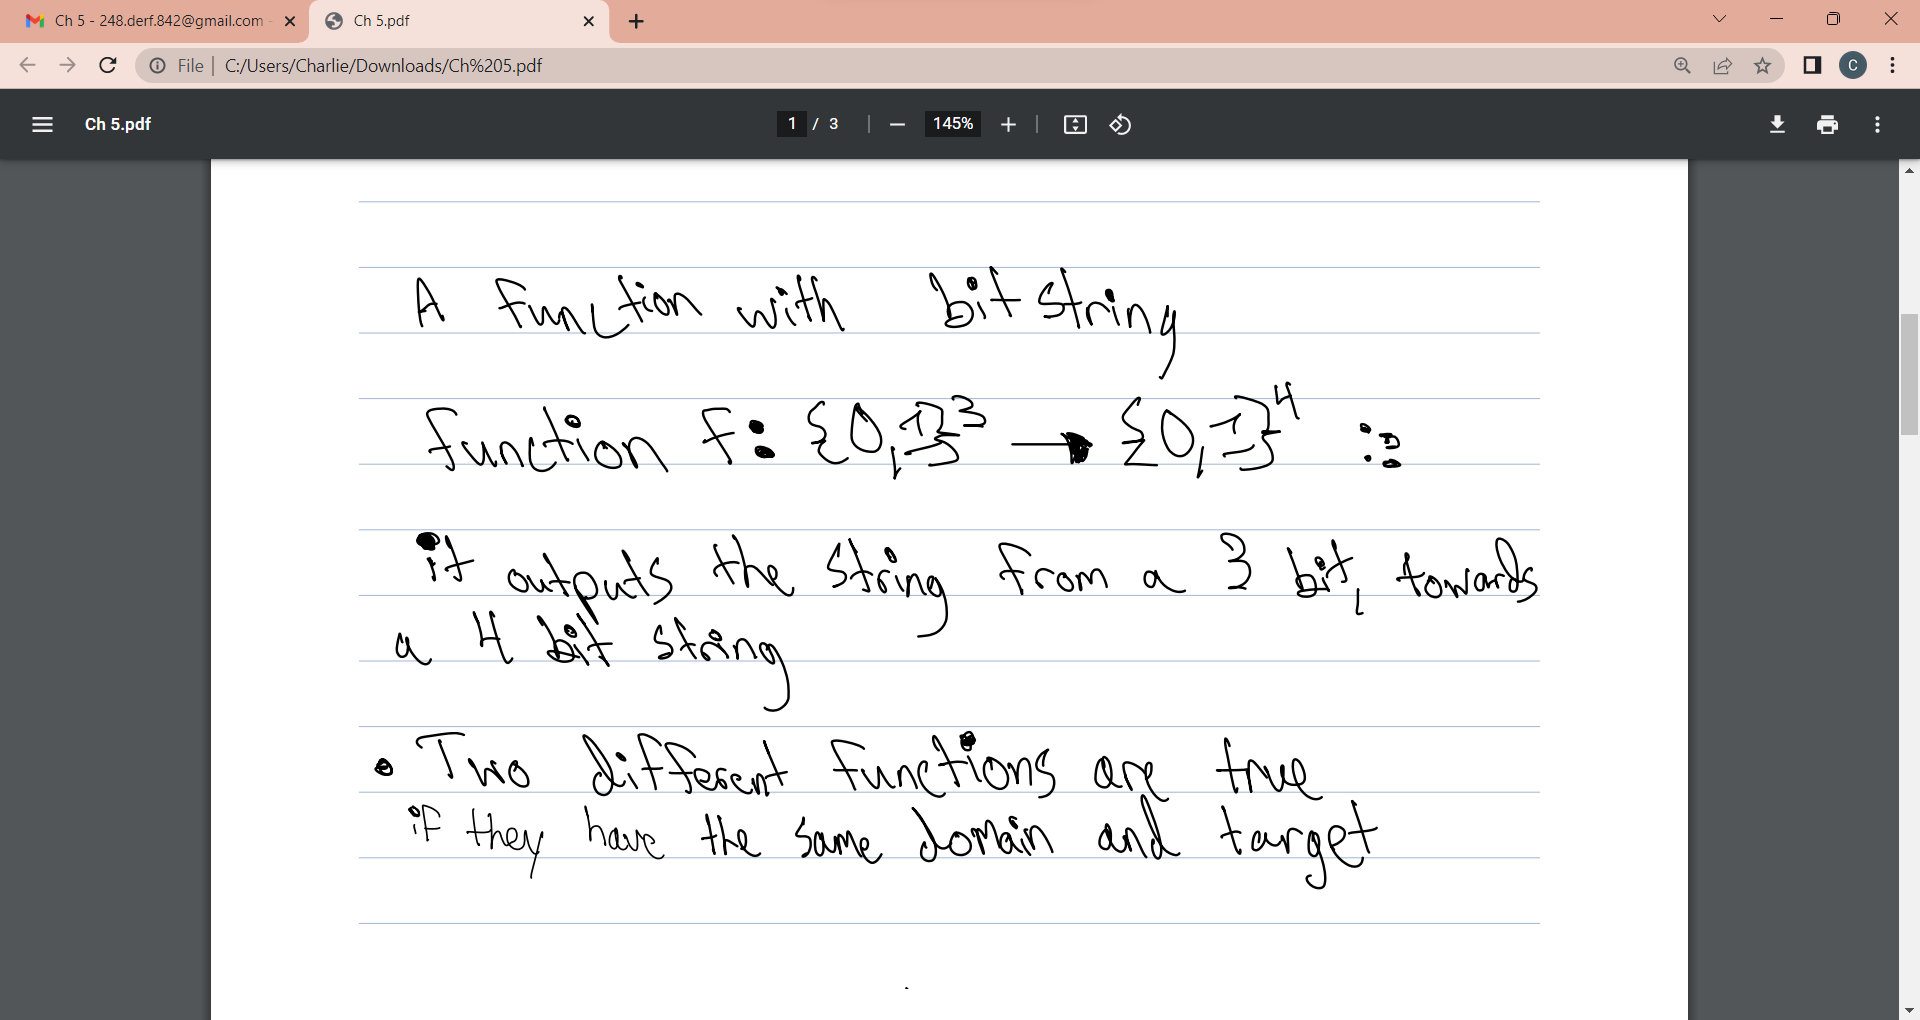 Ch 5 - 248.derf.842@gmail.com -
Ch 5.pdf
File | C:/Users/Charlie/Downloads/Ch%205.pdf
C
Ch 5.pdf
1 / 3 | − 145% + |
A function with bit string
function F: {0,1}³ → {0,1}⁴ ::
it outputs the string from a 3 bit, towards
a 4 bit string
• Two different functions are true
if they have the same domain and target